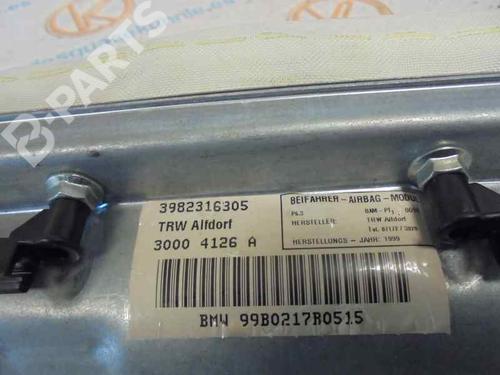 B-PARTS
3982316305
TRW Alfdorf
3000 4126 A
BEIFAHRER-AIRBAG-MODUL
HERSTELLER: TRW Alfdorf
HERSTELLUNGS - JAHR: 1999
BMW 99B0217R0515